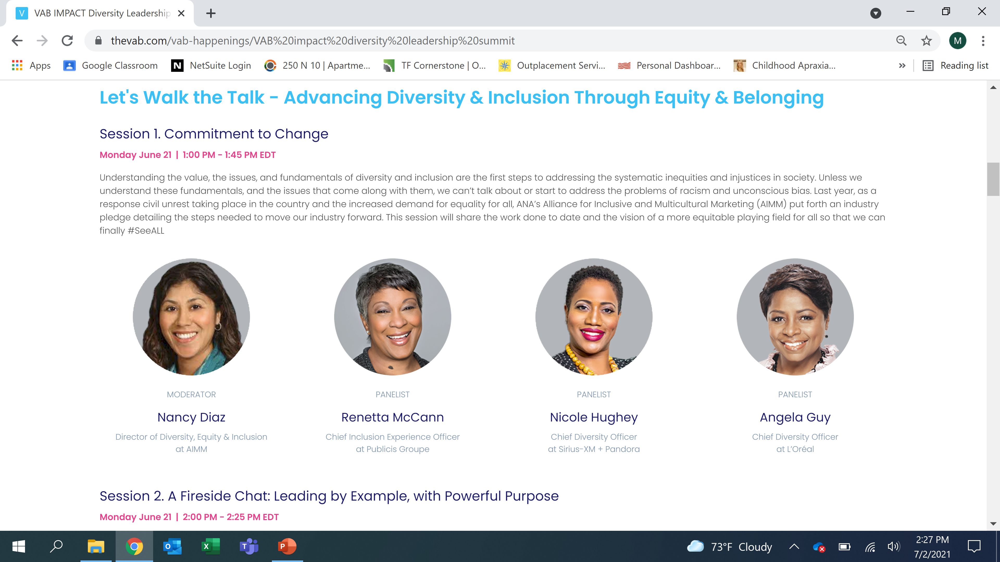 V VAB IMPACT Diversity Leadership
thevab.com/vab-happenings/VAB%20impact%20diversity%20leadership%20summit
M
Apps Google Classroom N NetSuite Login 250 N 10 | Apartme... TF Cornerstone | O... Outplacement Servi... Personal Dashboar... Childhood Apraxia... » Reading list
Let's Walk the Talk - Advancing Diversity & Inclusion Through Equity & Belonging
Session 1. Commitment to Change
Monday June 21 | 1:00 PM - 1:45 PM EDT
Understanding the value, the issues, and fundamentals of diversity and inclusion are the first steps to addressing the systematic inequities and injustices in society. Unless we
understand these fundamentals, and the issues that come along with them, we can’t talk about or start to address the problems of racism and unconscious bias. Last year, as a
response civil unrest taking place in the country and the increased demand for equality for all, ANA’s Alliance for Inclusive and Multicultural Marketing (AIMM) put forth an industry
pledge detailing the steps needed to move our industry forward. This session will share the work done to date and the vision of a more equitable playing field for all so that we can
finally #SeeALL
MODERATOR
Nancy Diaz
Director of Diversity, Equity & Inclusion
at AIMM
PANELIST
Renetta McCann
Chief Inclusion Experience Officer
at Publicis Groupe
PANELIST
Nicole Hughey
Chief Diversity Officer
at Sirius-XM + Pandora
PANELIST
Angela Guy
Chief Diversity Officer
at L’Oréal
Session 2. A Fireside Chat: Leading by Example, with Powerful Purpose
Monday June 21 | 2:00 PM - 2:25 PM EDT
O X T P
73°F Cloudy
2:27 PM
7/2/2021